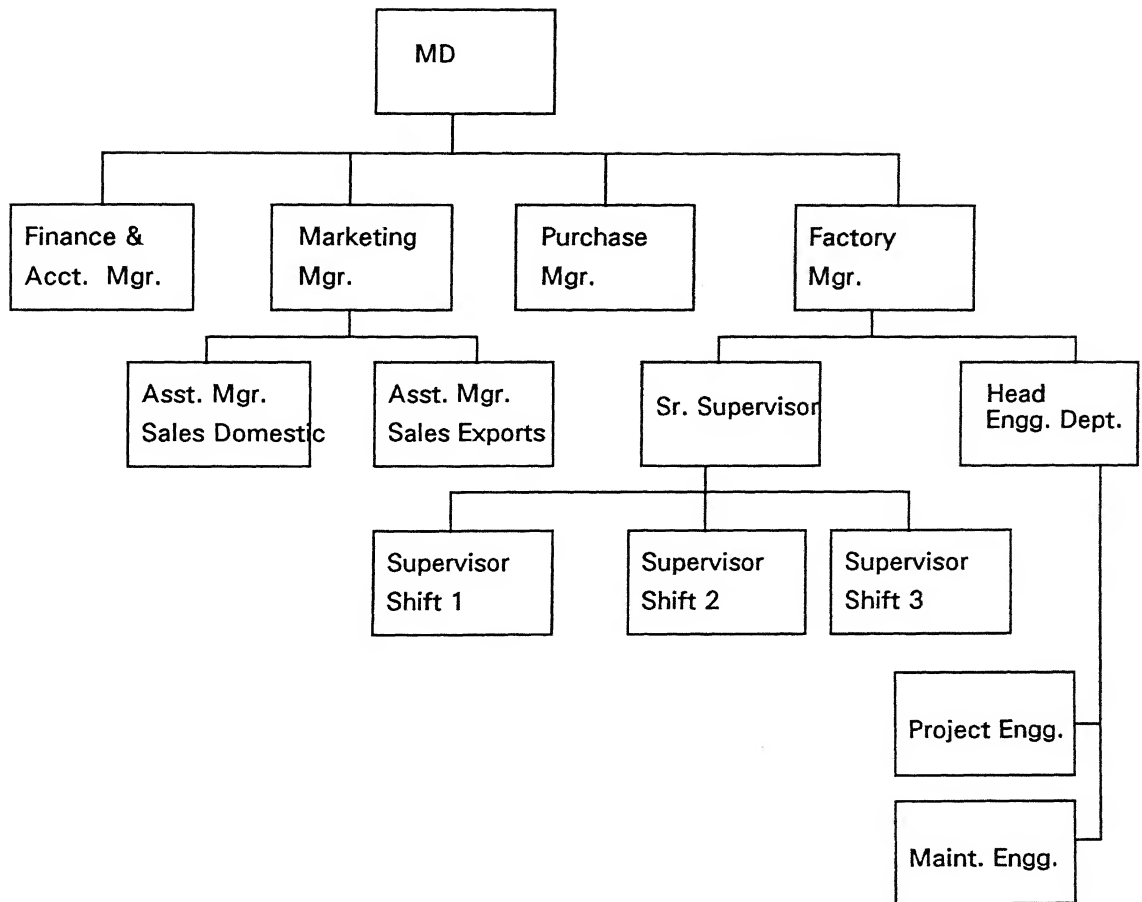 MD
Finance &
Acct. Mgr.
Marketing
Mgr.
Purchase
Mgr.
Factory
Mgr.
Asst. Mgr.
Sales Domestic
Asst. Mgr.
Sales Exports
Sr. Supervisor
Head
Engg. Dept.
Supervisor
Shift 1
Supervisor
Shift 2
Supervisor
Shift 3
Project Engg.
Maint. Engg.